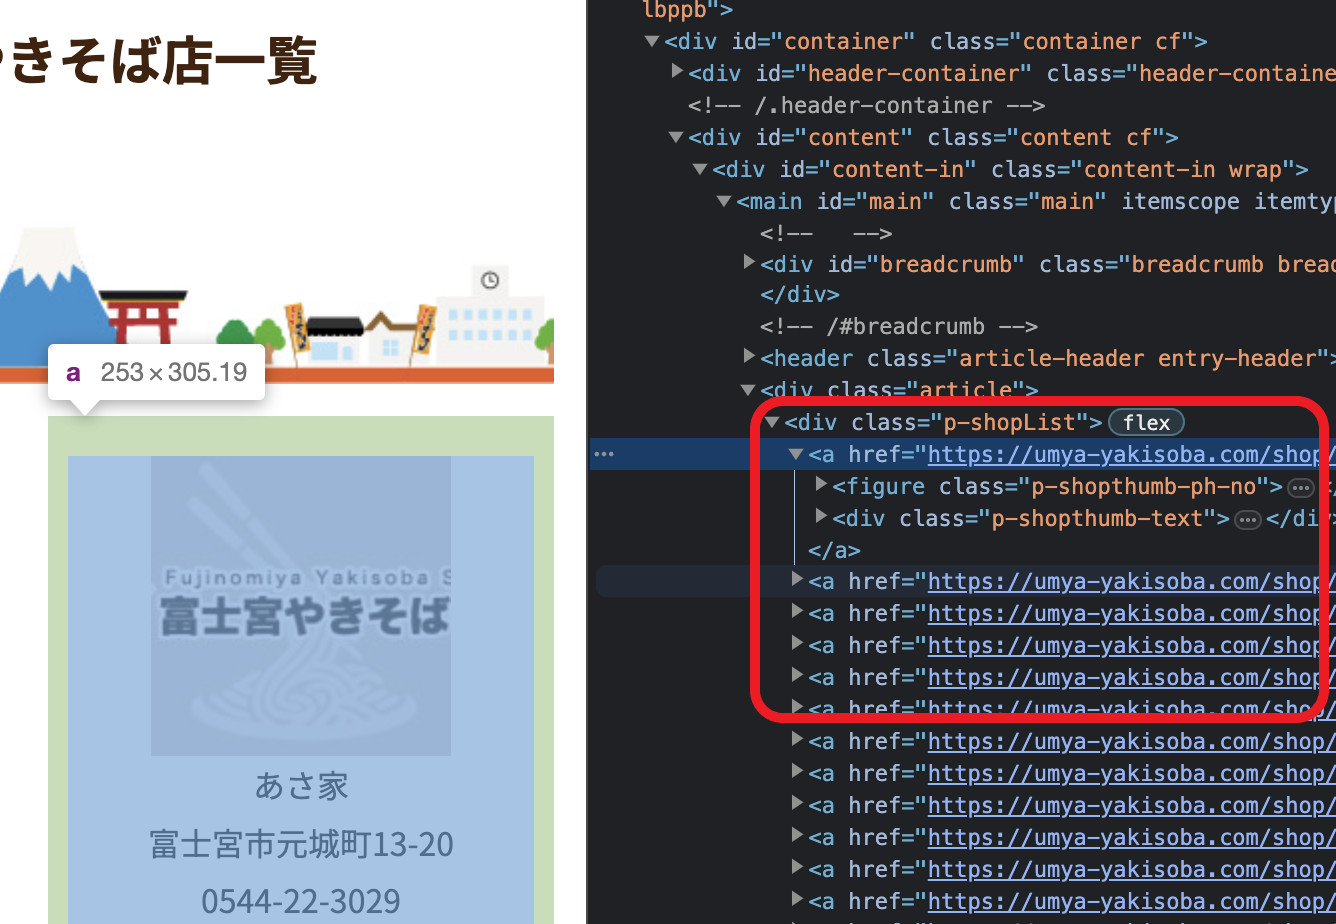 やきそば店一覧
a 253×305.19
Fujinomiya Yakisoba S
富士宮やきそば
あさ家
富士宮市元城町13-20
0544-22-3029
lbppb">
<div id="container" class="container cf">
<div id="header-container" class="header-containe
<!-- /.header-container -->
<div id="content" class="content cf">
<div id="content-in" class="content-in wrap">
<main id="main" class="main" itemscope itemtyp
<!--   -->
<div id="breadcrumb" class="breadcrumb bread
</div>
<!-- /#breadcrumb -->
<header class="article-header entry-header">
<div class="article">
<div class="p-shopList"> flex
<a href="https://umya-yakisoba.com/shop/
<figure class="p-shopthumb-ph-no"> … </
<div class="p-shopthumb-text"> … </div>
</a>
<a href="https://umya-yakisoba.com/shop/
<a href="https://umya-yakisoba.com/shop/
<a href="https://umya-yakisoba.com/shop/
<a href="https://umya-yakisoba.com/shop/
<a href="https://umya-yakisoba.com/shop/
<a href="https://umya-yakisoba.com/shop/
<a href="https://umya-yakisoba.com/shop/
<a href="https://umya-yakisoba.com/shop/
<a href="https://umya-yakisoba.com/shop/
<a href="https://umya-yakisoba.com/shop/
<a href="https://umya-yakisoba.com/shop/